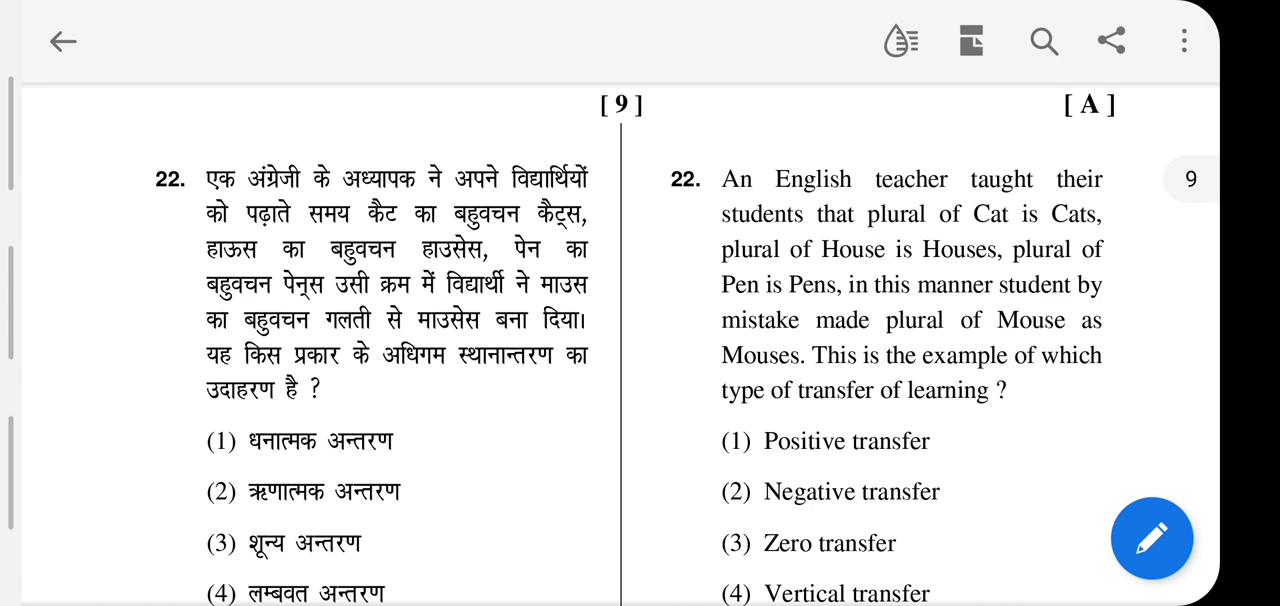 [ 9 ]
[ A ]
9
22. एक अंग्रेजी के अध्यापक ने अपने विद्यार्थियों
को पढ़ाते समय कैट का बहुवचन कैट्स,
हाऊस का बहुवचन हाउसेस, पेन का
बहुवचन पेन्स उसी क्रम में विद्यार्थी ने माउस
का बहुवचन गलती से माउसेस बना दिया।
यह किस प्रकार के अधिगम स्थानान्तरण का
उदाहरण है ?
(1) धनात्मक अन्तरण
(2) ऋणात्मक अन्तरण
(3) शून्य अन्तरण
(4) लम्बवत अन्तरण
22. An English teacher taught their
students that plural of Cat is Cats,
plural of House is Houses, plural of
Pen is Pens, in this manner student by
mistake made plural of Mouse as
Mouses. This is the example of which
type of transfer of learning ?
(1) Positive transfer
(2) Negative transfer
(3) Zero transfer
(4) Vertical transfer